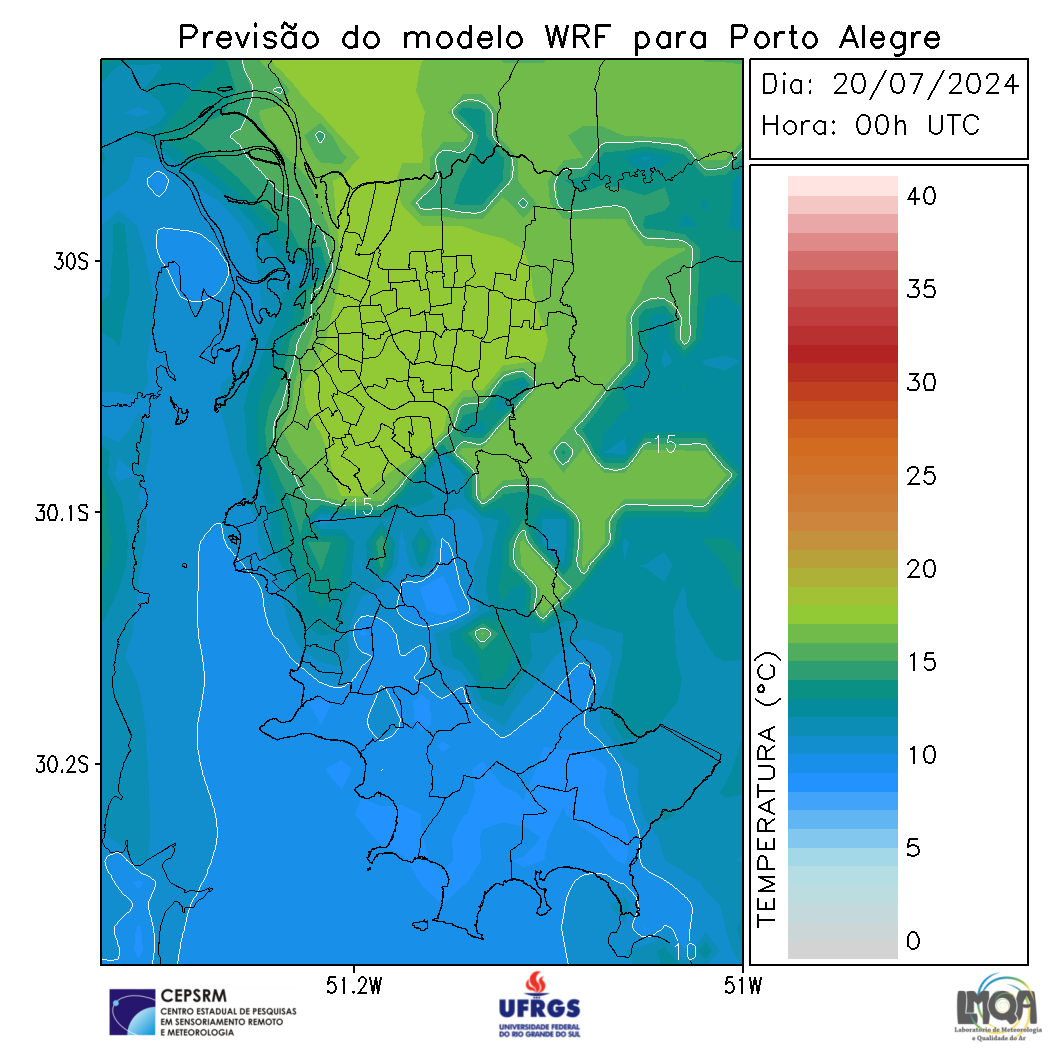 Previsão do modelo WRF para Porto Alegre
Dia: 20/07/2024
Hora: 00h UTC
30S
30.1S
30.2S
51.2W
51W
15
15
10
TEMPERATURA (°C)
40
35
30
25
20
15
10
5
0
CEPSRM
CENTRO ESTADUAL DE PESQUISAS
EM SENSORIAMENTO REMOTO
E METEOROLOGIA
UFRGS
UNIVERSIDADE FEDERAL
DO RIO GRANDE DO SUL
LMQA
Laboratório de Meteorologia
e Qualidade do Ar